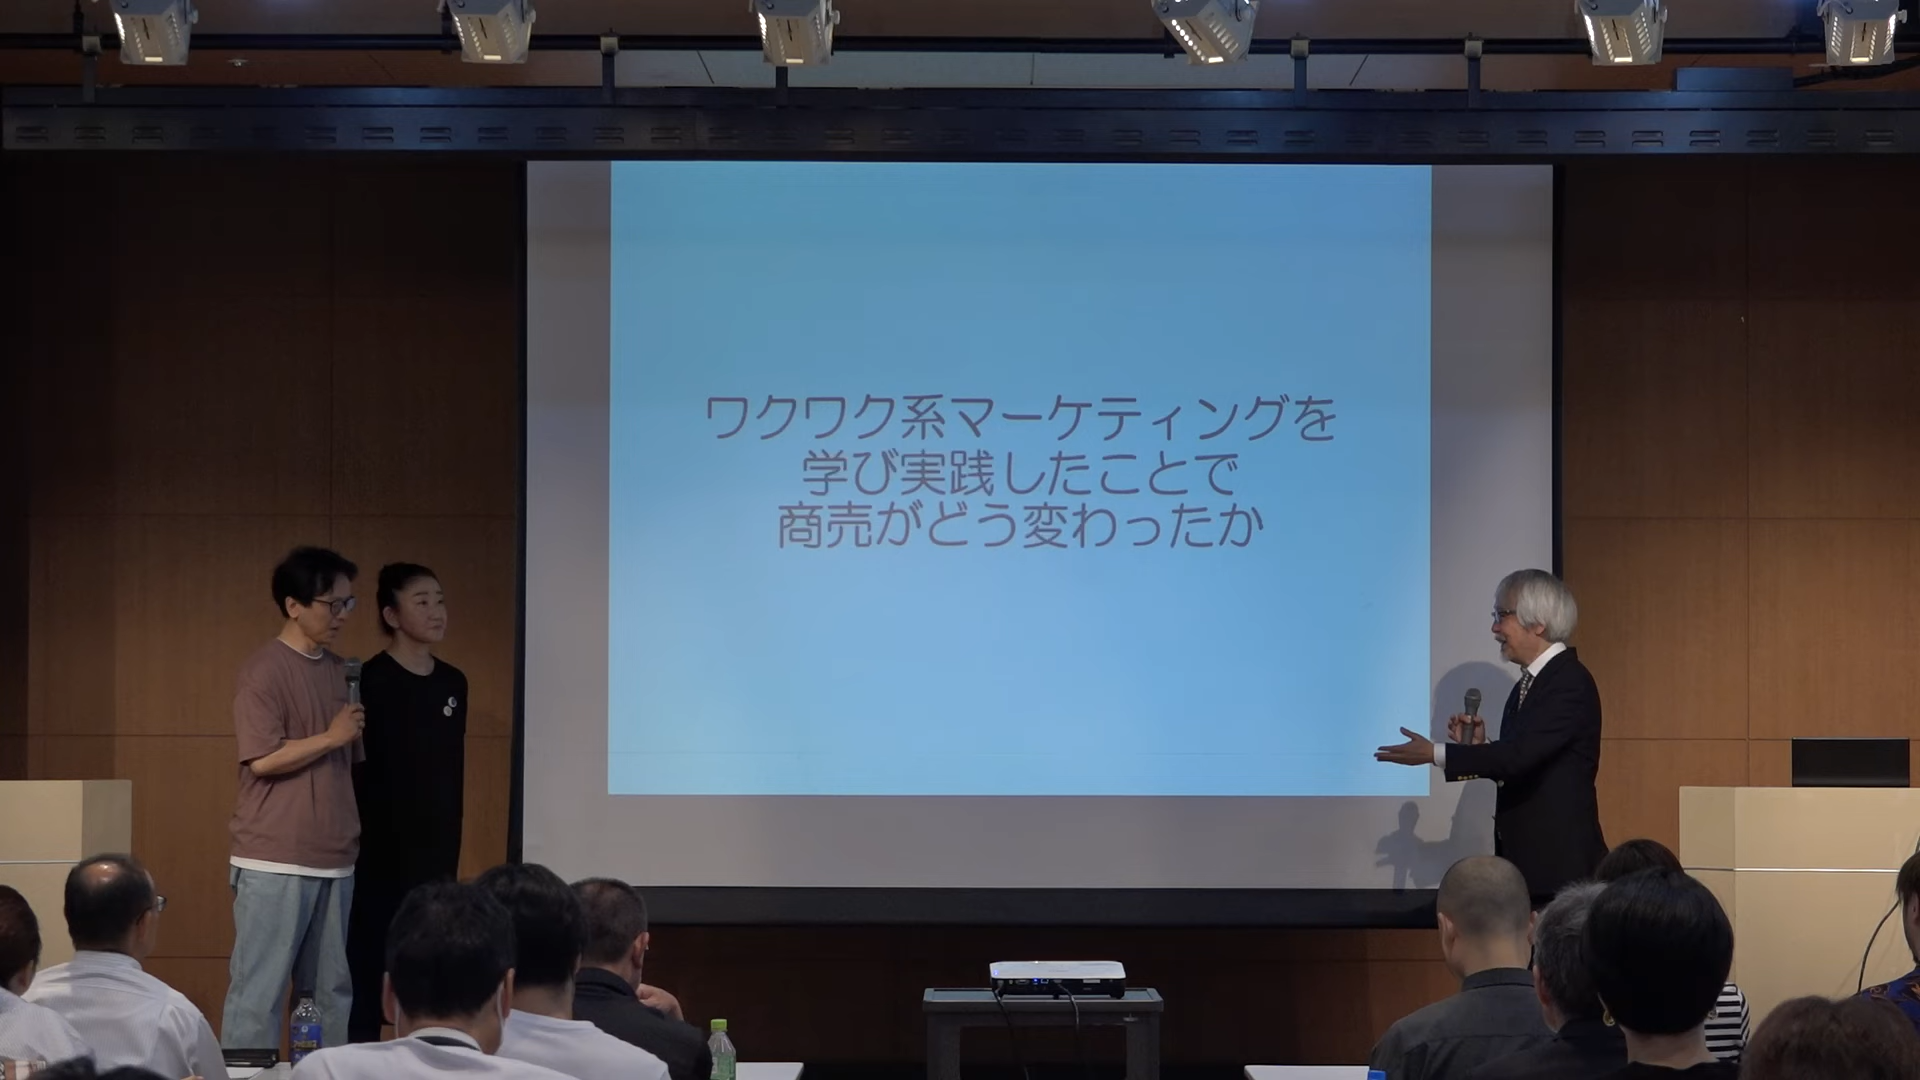 ワクワク系マーケティングを
学び実践したことで
商売がどう変わったか